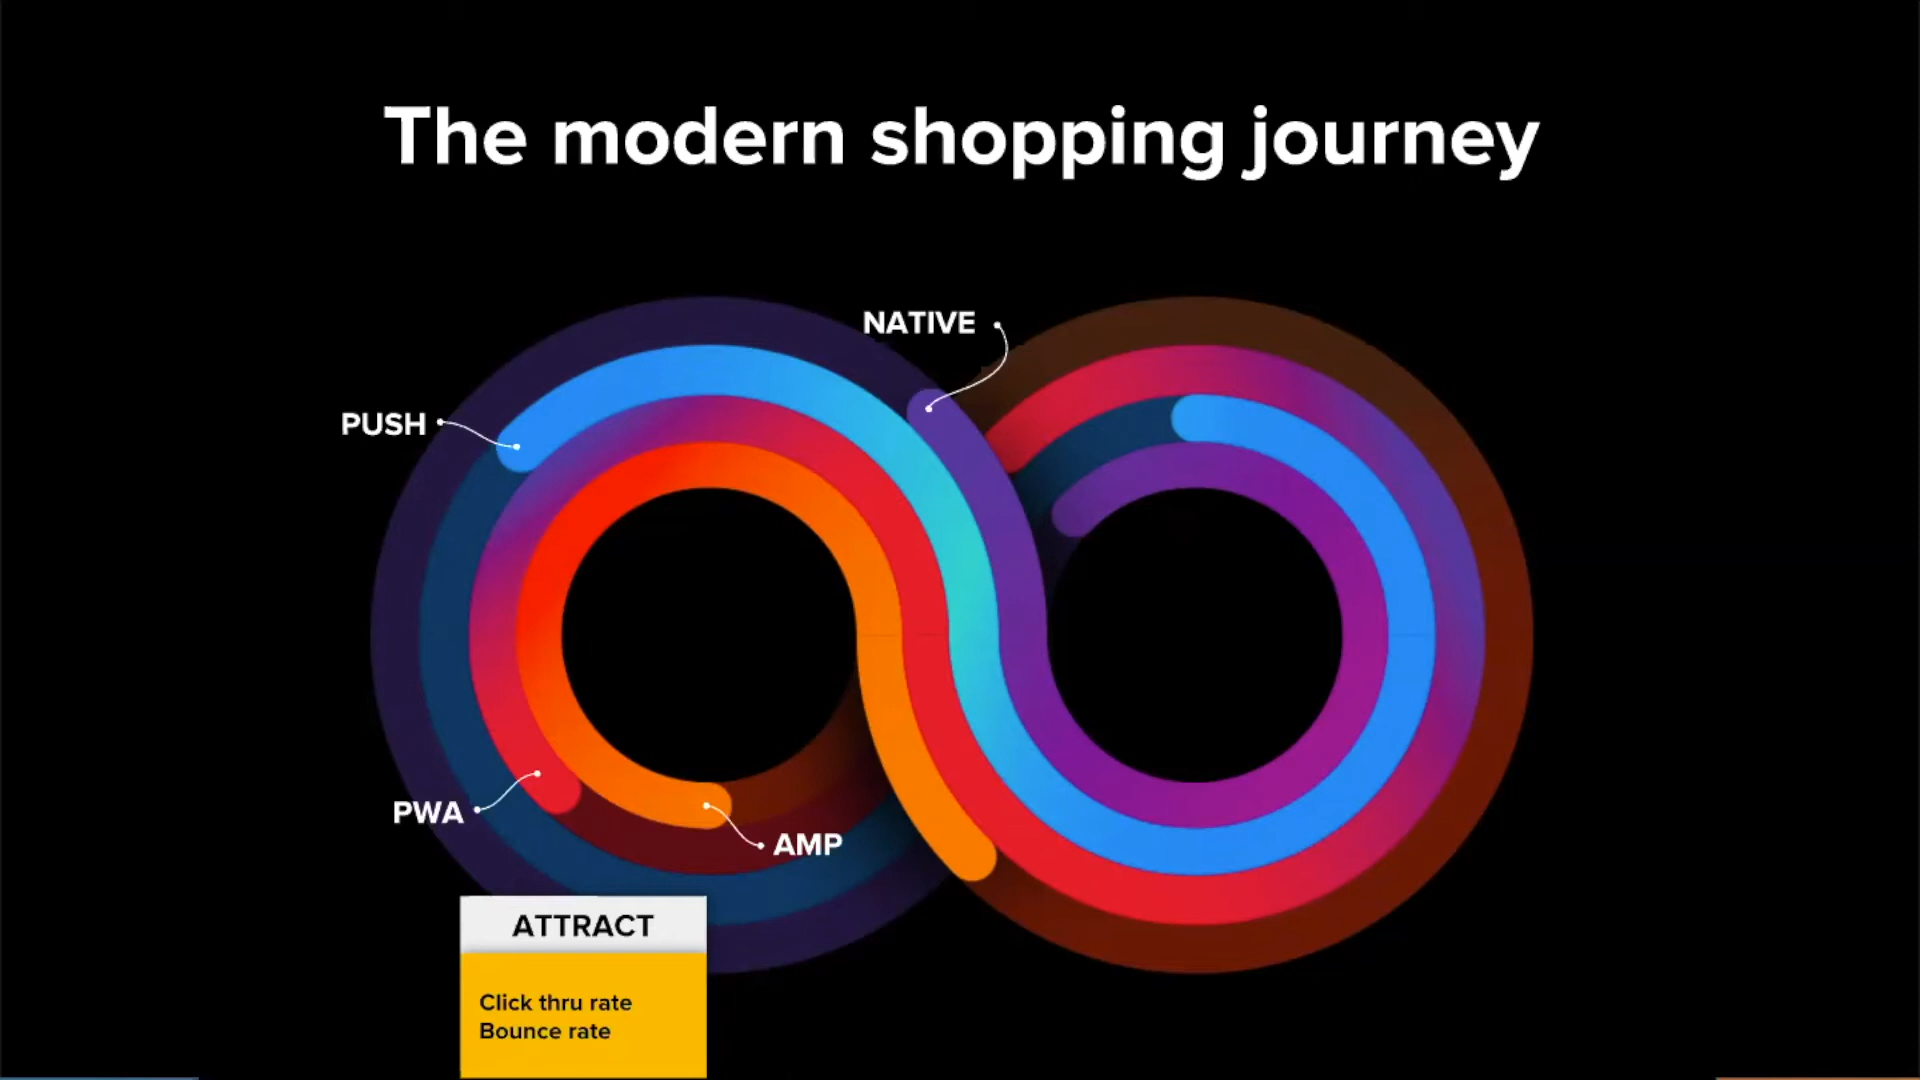 The modern shopping journey
NATIVE
PUSH
PWA
AMP
ATTRACT
Click thru rate
Bounce rate